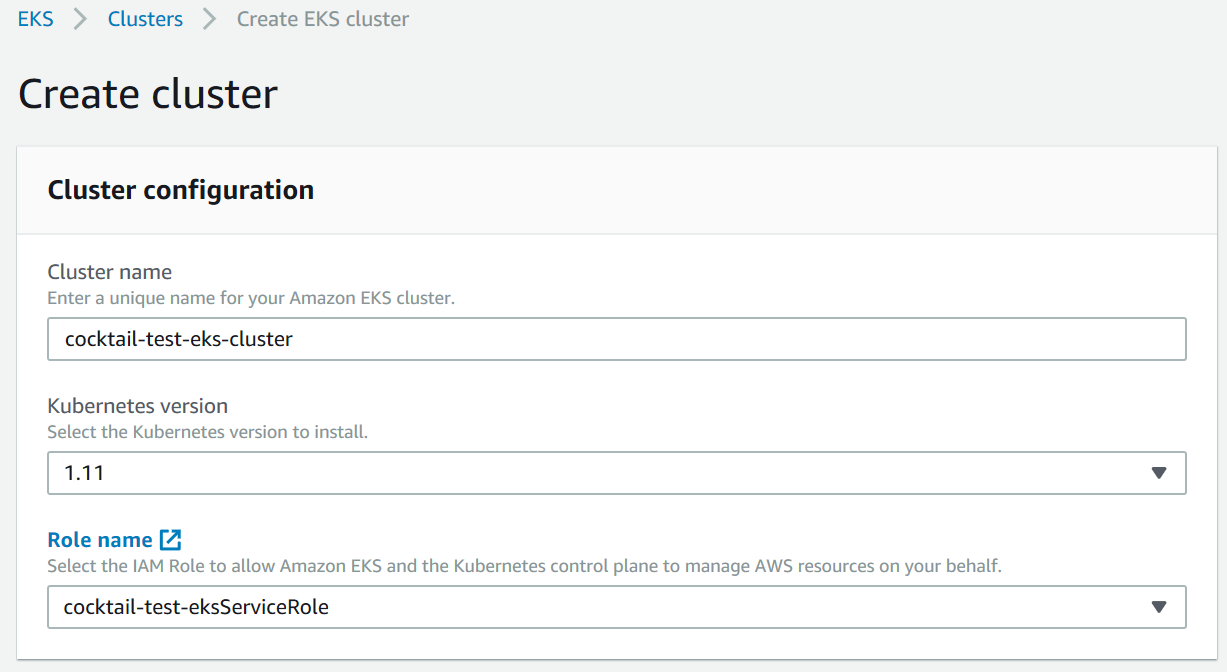 EKS > Clusters > Create EKS cluster
Create cluster
Cluster configuration
Cluster name
Enter a unique name for your Amazon EKS cluster.
cocktail-test-eks-cluster
Kubernetes version
Select the Kubernetes version to install.
1.11
Role name
Select the IAM Role to allow Amazon EKS and the Kubernetes control plane to manage AWS resources on your behalf.
cocktail-test-eksServiceRole